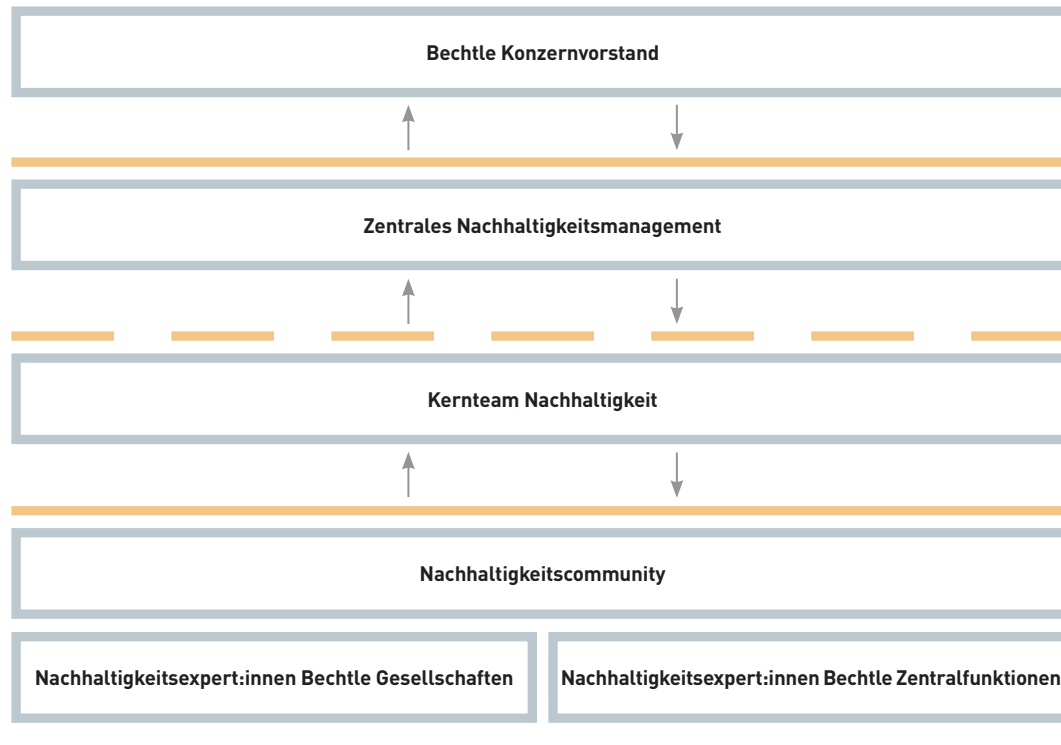 Bechtle Konzernvorstand
Zentrales Nachhaltigkeitsmanagement
Kernteam Nachhaltigkeit
Nachhaltigkeitscommunity
Nachhaltigkeitsexpert:innen Bechtle Gesellschaften
Nachhaltigkeitsexpert:innen Bechtle Zentralfunktionen